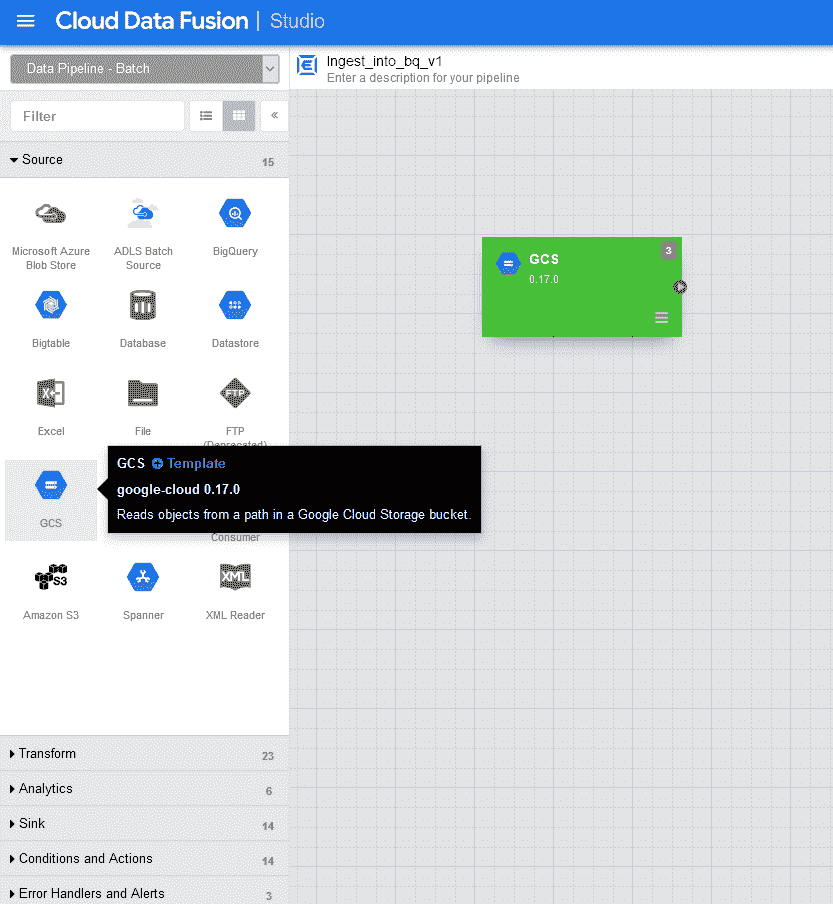 Cloud Data Fusion | Studio
Data Pipeline - Batch
Ingest_into_bq_v1
Enter a description for your pipeline
Filter
«
Source 15
Microsoft Azure Blob Store
ADLS Batch Source
BigQuery
Bigtable
Database
Datastore
Excel
File
FTP
FTP (Deprecated)
GCS
GCS Template
google-cloud 0.17.0
Reads objects from a path in a Google Cloud Storage bucket.
Consumer
S3
Amazon S3
Spanner
XML
XML Reader
Transform 23
Analytics 6
Sink 14
Conditions and Actions 14
Error Handlers and Alerts 3
GCS 3
0.17.0